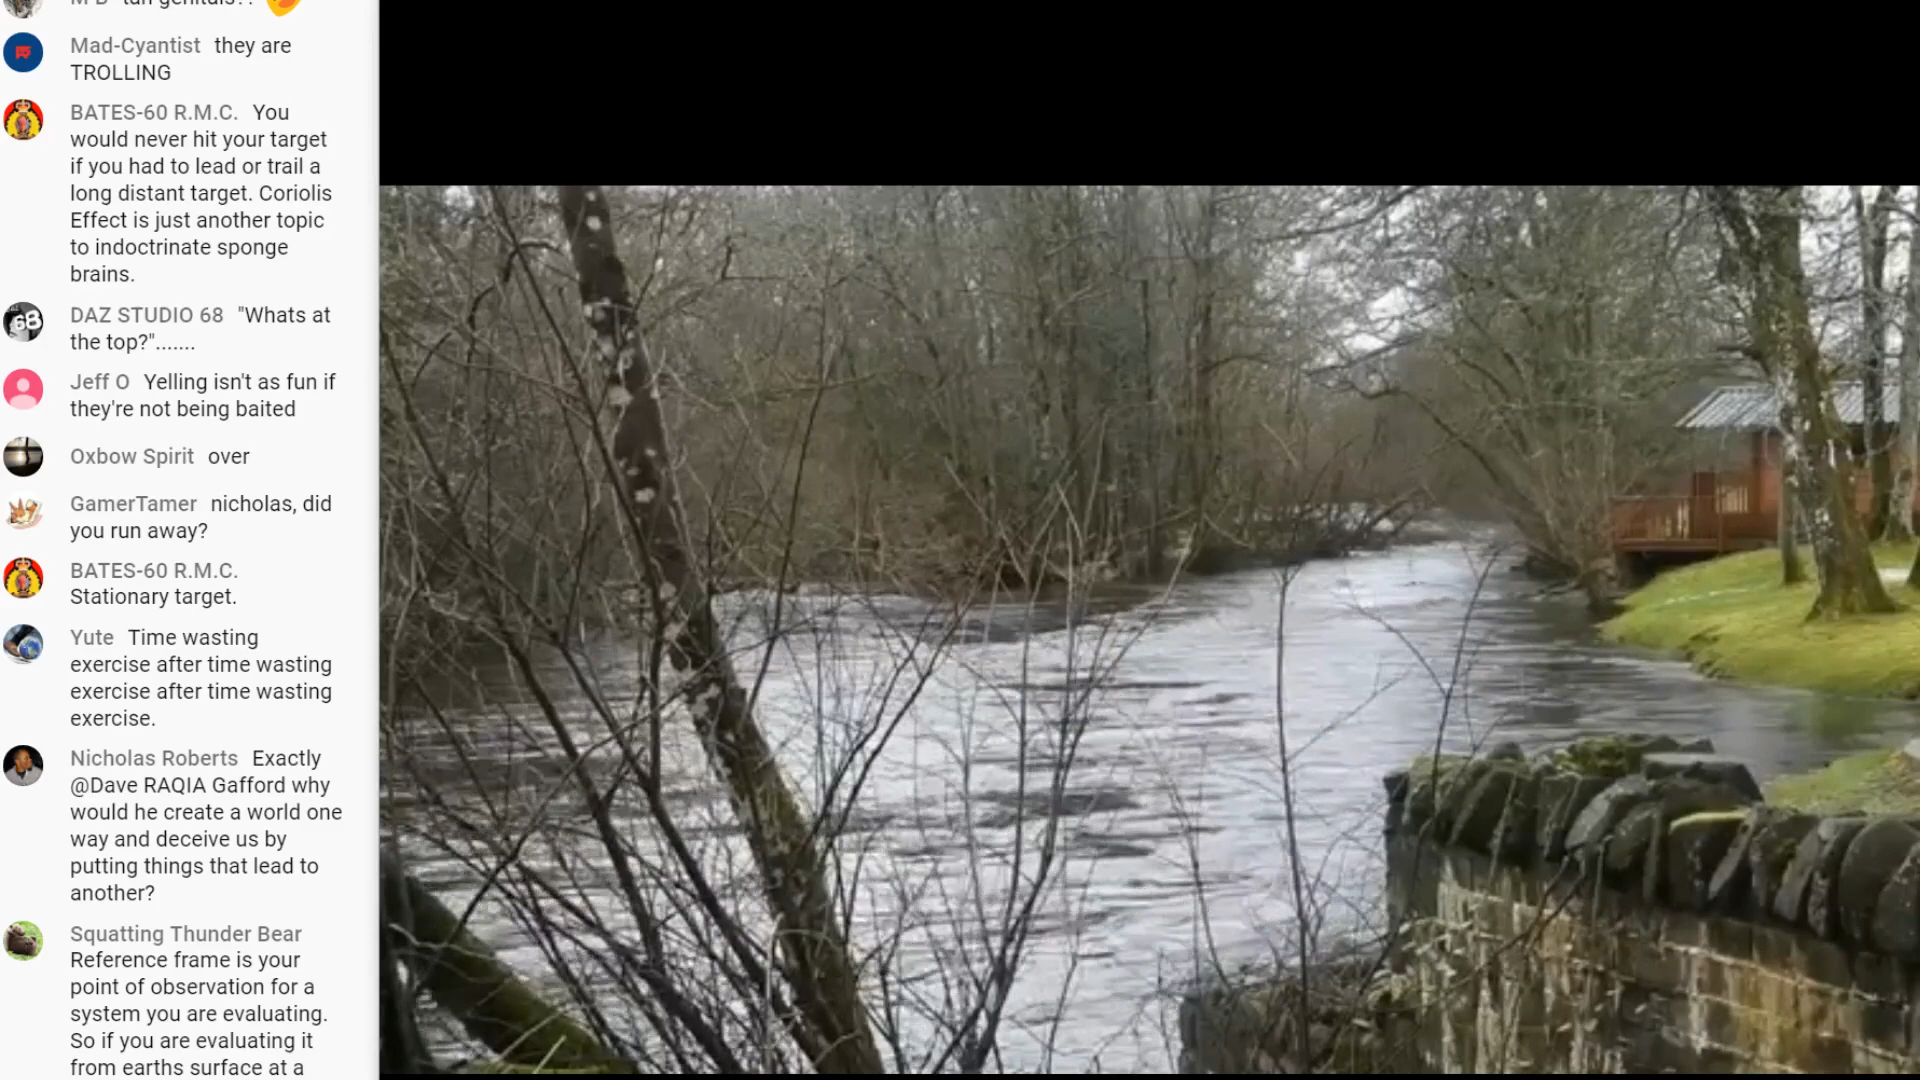 Mad-Cyantist they are
TROLLING
BATES-60 R.M.C. You
would never hit your target
if you had to lead or trail a
long distant target. Coriolis
Effect is just another topic
to indoctrinate sponge
brains.
68
DAZ STUDIO 68 "Whats at
the top?".......
Jeff O Yelling isn't as fun if
they're not being baited
Oxbow Spirit over
GamerTamer nicholas, did
you run away?
BATES-60 R.M.C.
Stationary target.
Yute Time wasting
exercise after time wasting
exercise after time wasting
exercise.
Nicholas Roberts Exactly
@Dave RAQIA Gafford why
would he create a world one
way and deceive us by
putting things that lead to
another?
Squatting Thunder Bear
Reference frame is your
point of observation for a
system you are evaluating.
So if you are evaluating it
from earths surface at a